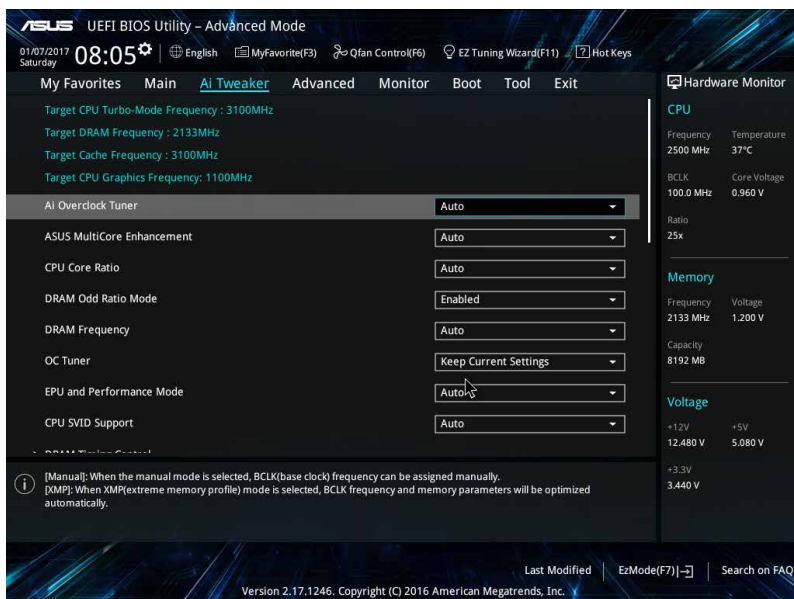 ASUS UEFI BIOS Utility – Advanced Mode
01/07/2017 Saturday 08:05 English MyFavorite(F3) Qfan Control(F6) EZ Tuning Wizard(F11) ? Hot Keys
My Favorites Main Ai Tweaker Advanced Monitor Boot Tool Exit
Target CPU Turbo-Mode Frequency : 3100MHz
Target DRAM Frequency : 2133MHz
Target Cache Frequency : 3100MHz
Target CPU Graphics Frequency: 1100MHz
Ai Overclock Tuner Auto
ASUS MultiCore Enhancement Auto
CPU Core Ratio Auto
DRAM Odd Ratio Mode Enabled
DRAM Frequency Auto
OC Tuner Keep Current Settings
EPU and Performance Mode Auto
CPU SVID Support Auto
> DRAM Timing Control
i [Manual]: When the manual mode is selected, BCLK(base clock) frequency can be assigned manually.
[XMP]: When XMP(extreme memory profile) mode is selected, BCLK frequency and memory parameters will be optimized
automatically.
Hardware Monitor
CPU
Frequency Temperature
2500 MHz 37°C
BCLK Core Voltage
100.0 MHz 0.960 V
Ratio
25x
Memory
Frequency Voltage
2133 MHz 1.200 V
Capacity
8192 MB
Voltage
+12V +5V
12.480 V 5.080 V
+3.3V
3.440 V
Last Modified EzMode(F7) Search on FAQ
Version 2.17.1246. Copyright (C) 2016 American Megatrends, Inc.